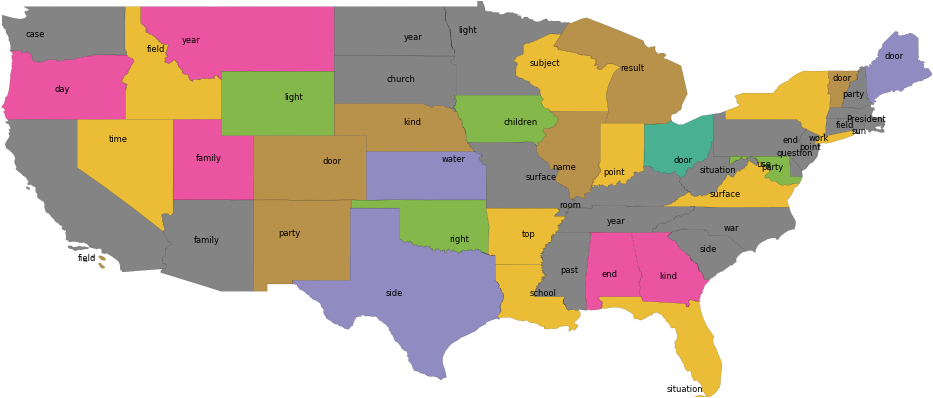 light
case
year
year
field
door
subject
result
church
door
day
light
party
kind
children
President
field
sun
time
end
work
point
question
family
door
water
use
party
name
situation
point
surface
surface
room
year
war
party
top
right
family
side
field
past
end
kind
side
school
situation